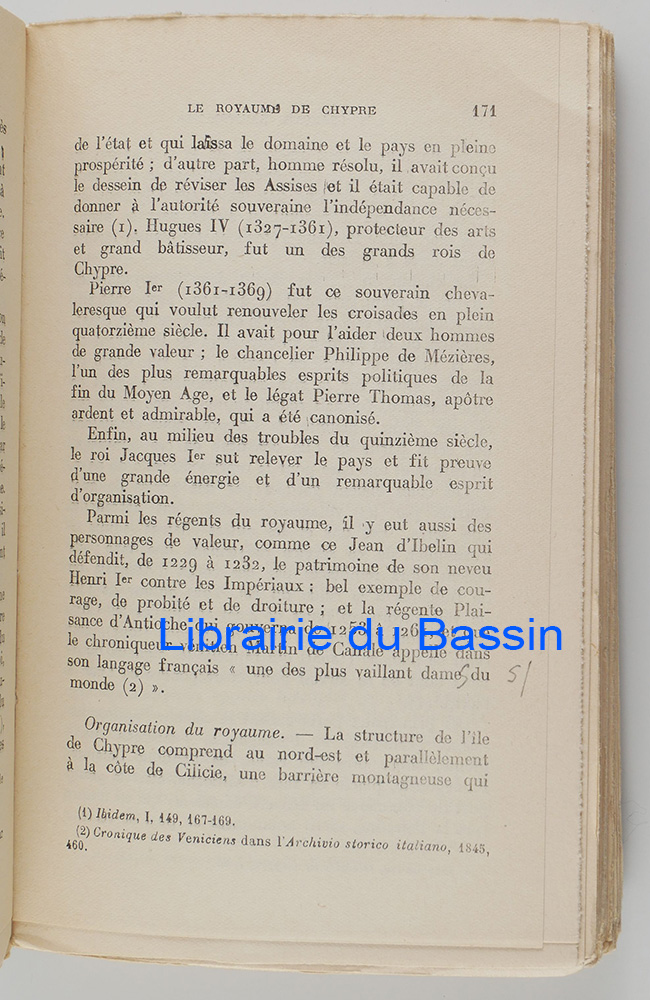 LE ROYAUME DE CHYPRE 171
de l'état et qui laissa le domaine et le pays en pleine
prospérité ; d'autre part, homme résolu, il avait conçu
le dessein de réviser les Assises et il était capable de
donner à l'autorité souveraine l'indépendance néces-
saire (1). Hugues IV (1327-1361), protecteur des arts
et grand bâtisseur, fut un des grands rois de
Chypre.
Pierre Ier (1361-1369) fut ce souverain cheva-
leresque qui voulut renouveler les croisades en plein
quatorzième siècle. Il avait pour l'aider deux hommes
de grande valeur ; le chancelier Philippe de Mézières,
l'un des plus remarquables esprits politiques de la
fin du Moyen Age, et le légat Pierre Thomas, apôtre
ardent et admirable, qui a été canonisé.
Enfin, au milieu des troubles du quinzième siècle,
le roi Jacques Ier sut relever le pays et fit preuve
d'une grande énergie et d'un remarquable esprit
d'organisation.
Parmi les régents du royaume, il y eut aussi des
personnages de valeur, comme ce Jean d'Ibelin qui
défendit, de 1229 à 1232, le patrimoine de son neveu
Henri Ier contre les Impériaux : bel exemple de cou-
rage, de probité et de droiture ; et la régente Plai-
sance d'Antioche qui gouverna de 1253 à
le chroniqueur vénitien Martin de Canale appelle dans
son langage français « une des plus vaillant dames du
monde (2) ».
s/
Librairie du Bassin
Organisation du royaume. — La structure de l'île
de Chypre comprend au nord-est et parallèlement
à la côte de Cilicie, une barrière montagneuse qui
(1) Ibidem, I, 149, 167-169.
(2) Cronique des Veniciens dans l'Archivio storico italiano, 1845,
460.